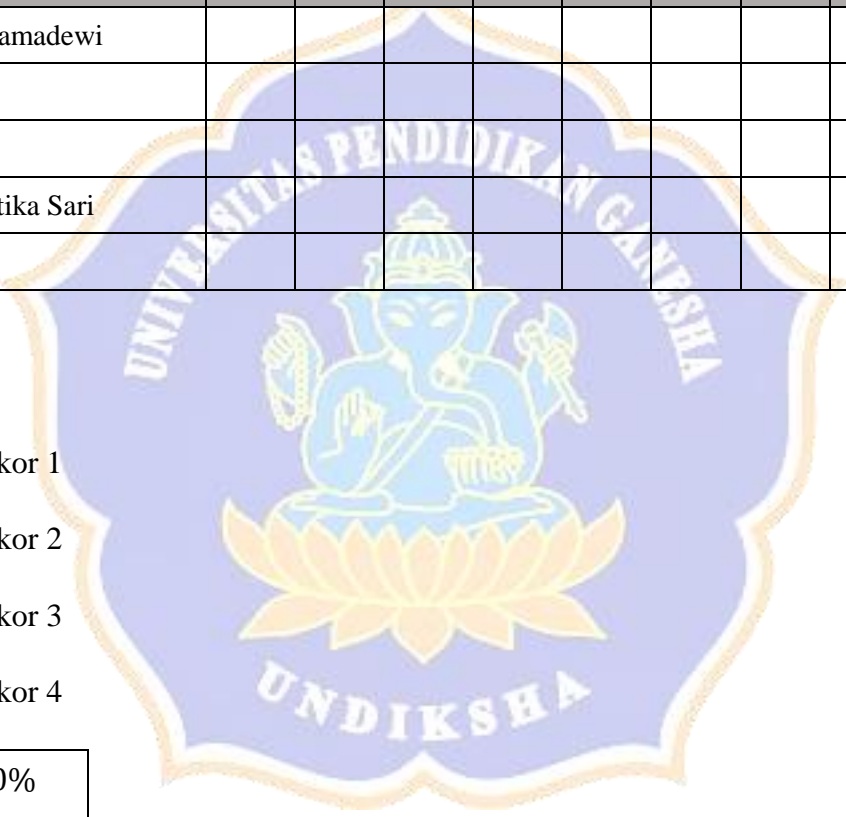 amadewi
UNIVERSITAS PENDIDIKAN GANESHA
tika Sari
kor 1
kor 2
kor 3
kor 4
UNDIKSHA
0%